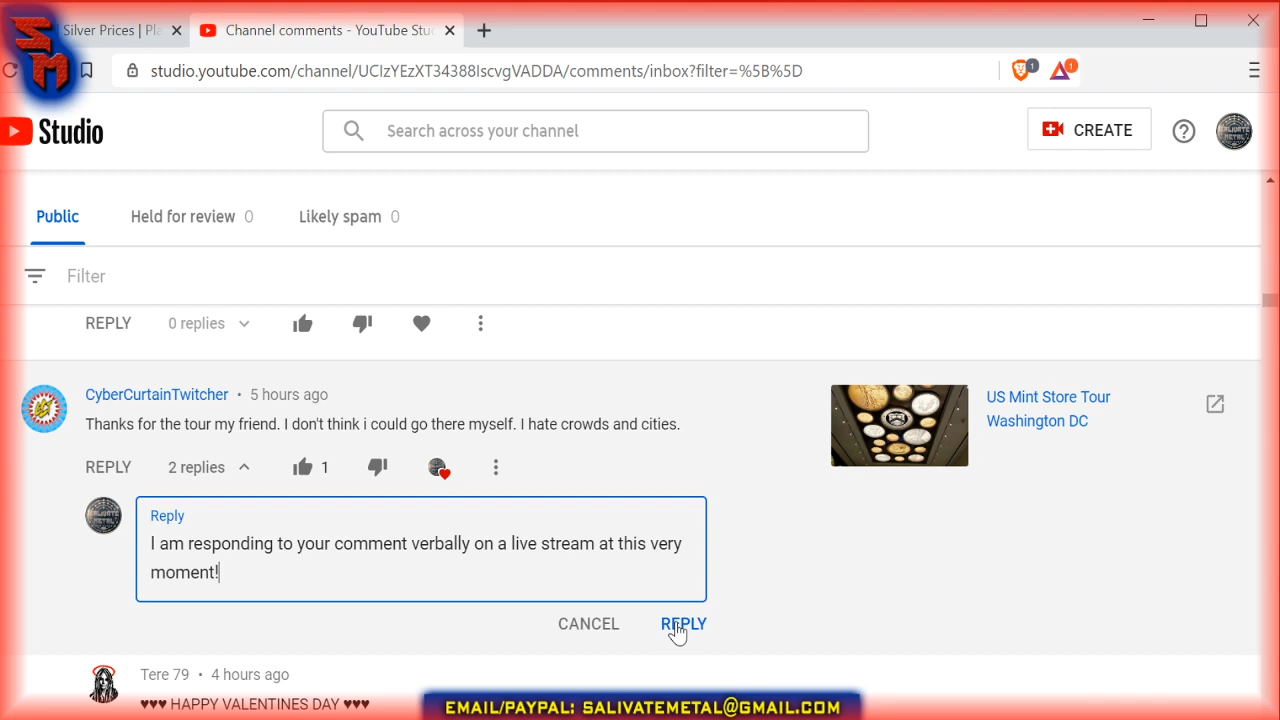 SM
Silver Prices | Pla
Channel comments - YouTube Stu
studio.youtube.com/channel/UCIzYEzXT34388IscvgVADDA/comments/inbox?filter=%5B%5D
1
1
Studio
Search across your channel
CREATE
Public
Held for review 0
Likely spam 0
Filter
REPLY 0 replies
CyberCurtainTwitcher • 5 hours ago
Thanks for the tour my friend. I don't think i could go there myself. I hate crowds and cities.
US Mint Store Tour
Washington DC
REPLY 2 replies 1
Reply
I am responding to your comment verbally on a live stream at this very
moment!
CANCEL REPLY
Tere 79 • 4 hours ago
♥♥♥ HAPPY VALENTINES DAY ♥♥♥
EMAIL/PAYPAL: SALIVATEMETAL@GMAIL.COM